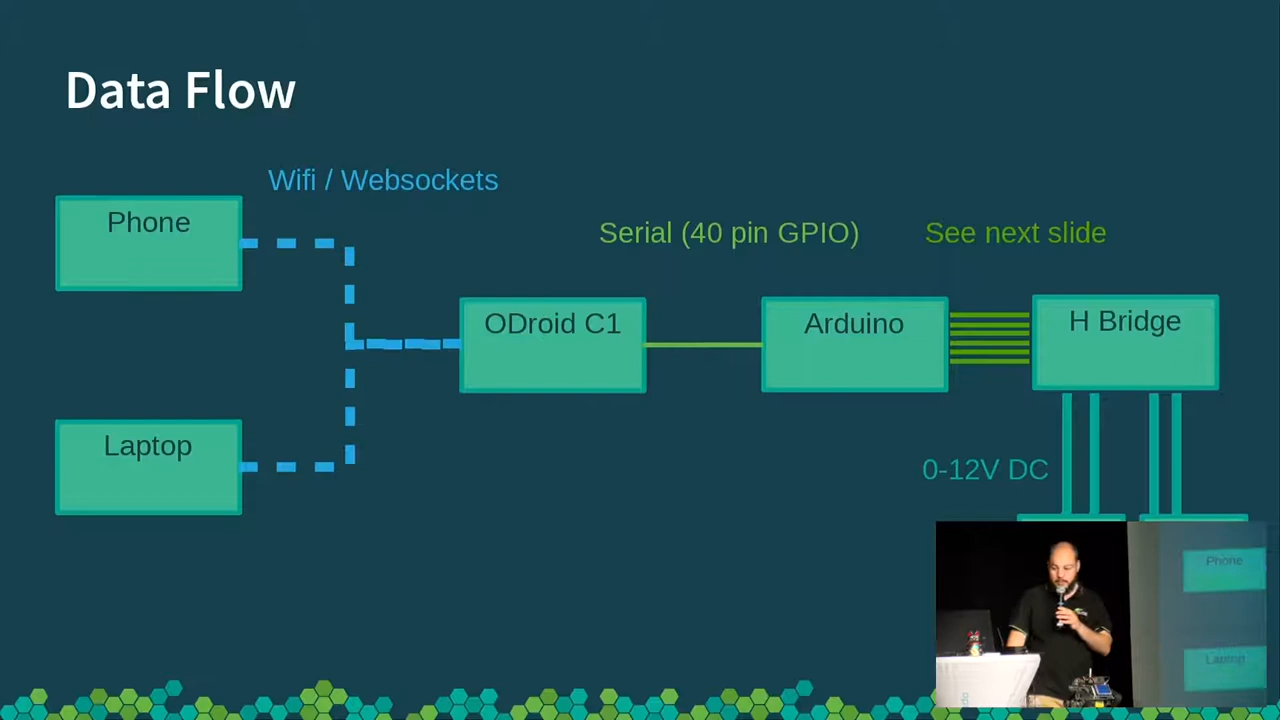 Data Flow
Wifi / Websockets
Phone
Serial (40 pin GPIO)
See next slide
ODroid C1
Arduino
H Bridge
Laptop
0-12V DC
Phone
Laptop